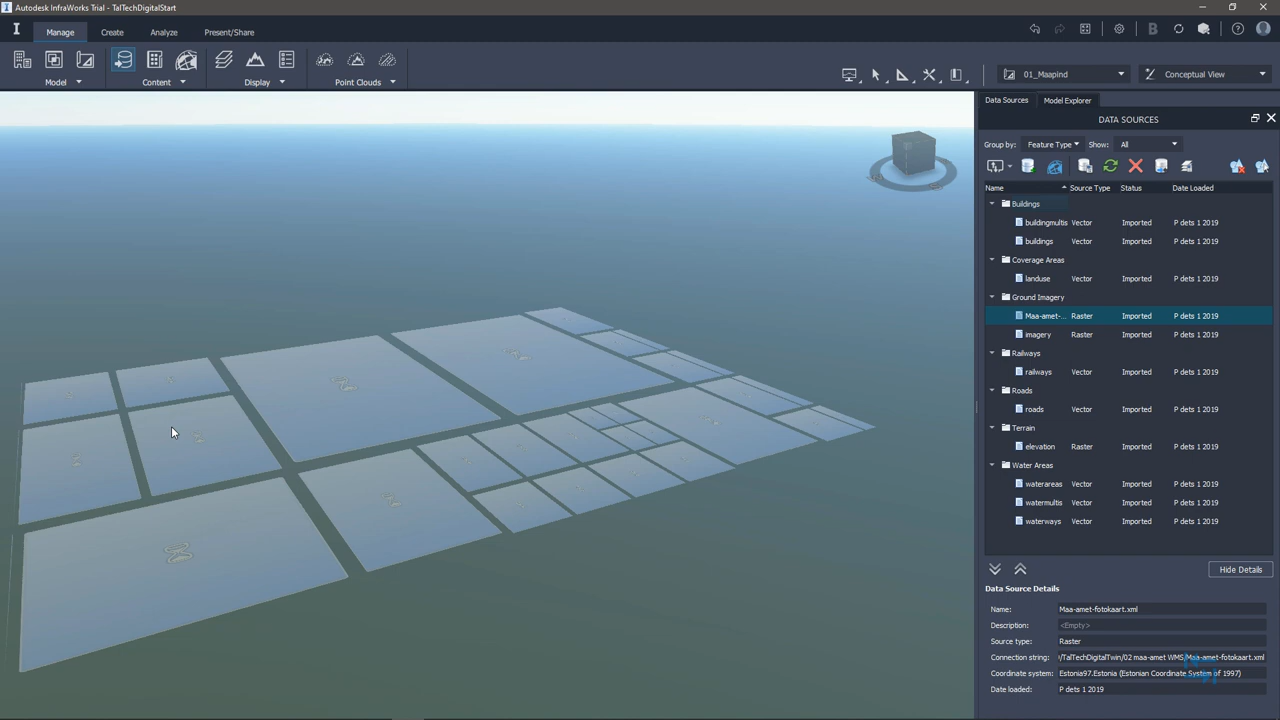 Autodesk InfraWorks Trial - TalTechDigitalStart
Manage Create Analyze Present/Share
Model Content Display Point Clouds
01_Maapind Conceptual View
Data Sources Model Explorer
DATA SOURCES
Group by: Feature Type Show: All
Name Source Type Status Date Loaded
Buildings
buildingmultis Vector Imported P dets 1 2019
buildings Vector Imported P dets 1 2019
Coverage Areas
landuse Vector Imported P dets 1 2019
Ground Imagery
Maa-amet-... Raster Imported P dets 1 2019
imagery Raster Imported P dets 1 2019
Railways
railways Vector Imported P dets 1 2019
Roads
roads Vector Imported P dets 1 2019
Terrain
elevation Raster Imported P dets 1 2019
Water Areas
waterareas Vector Imported P dets 1 2019
watermultis Vector Imported P dets 1 2019
waterways Vector Imported P dets 1 2019
Hide Details
Data Source Details
Name: Maa-amet-fotokaart.xml
Description: <Empty>
Source type: Raster
Connection string: /TalTechDigitalTwin/02 maa-amet WMS/Maa-amet-fotokaart.xml
Coordinate system: Estonia97.Estonia (Estonian Coordinate System of 1997)
Date loaded: P dets 1 2019